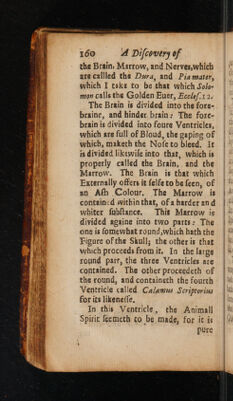 160 A Discovery of
the Brain, Marrow, and Nerves,which
are callled the Dura, and Pia mater,
which I take to be that which Solo-
mon calls the Golden Euer, Eccles.12.
The Brain is divided into the fore-
braine, and hinder brain: The fore-
brain is divided into foure Ventricles,
which are full of Bloud, the gaping of
which, maketh the Nose to bleed. It
is divided likewise into that, which is
properly called the Brain, and the
Marrow. The Brain is that which
Externally offers it selfe to be seen, of
an Ash Colour. The Marrow is
contained within that, of a harder and
whiter substance. This Marrow is
divided againe into two parts: The
one is somewhat round,which hath the
Figure of the Skull; the other is that
which proceeds from it. In the large
round parr, the three Ventricles are
contained. The other proceedeth of
the round, and containeth the fourth
Ventricle called Calamus Scriptorius
for its likenesse.
In this Ventricle, the Animall
Spirit seemeth to be made, for it is
pure